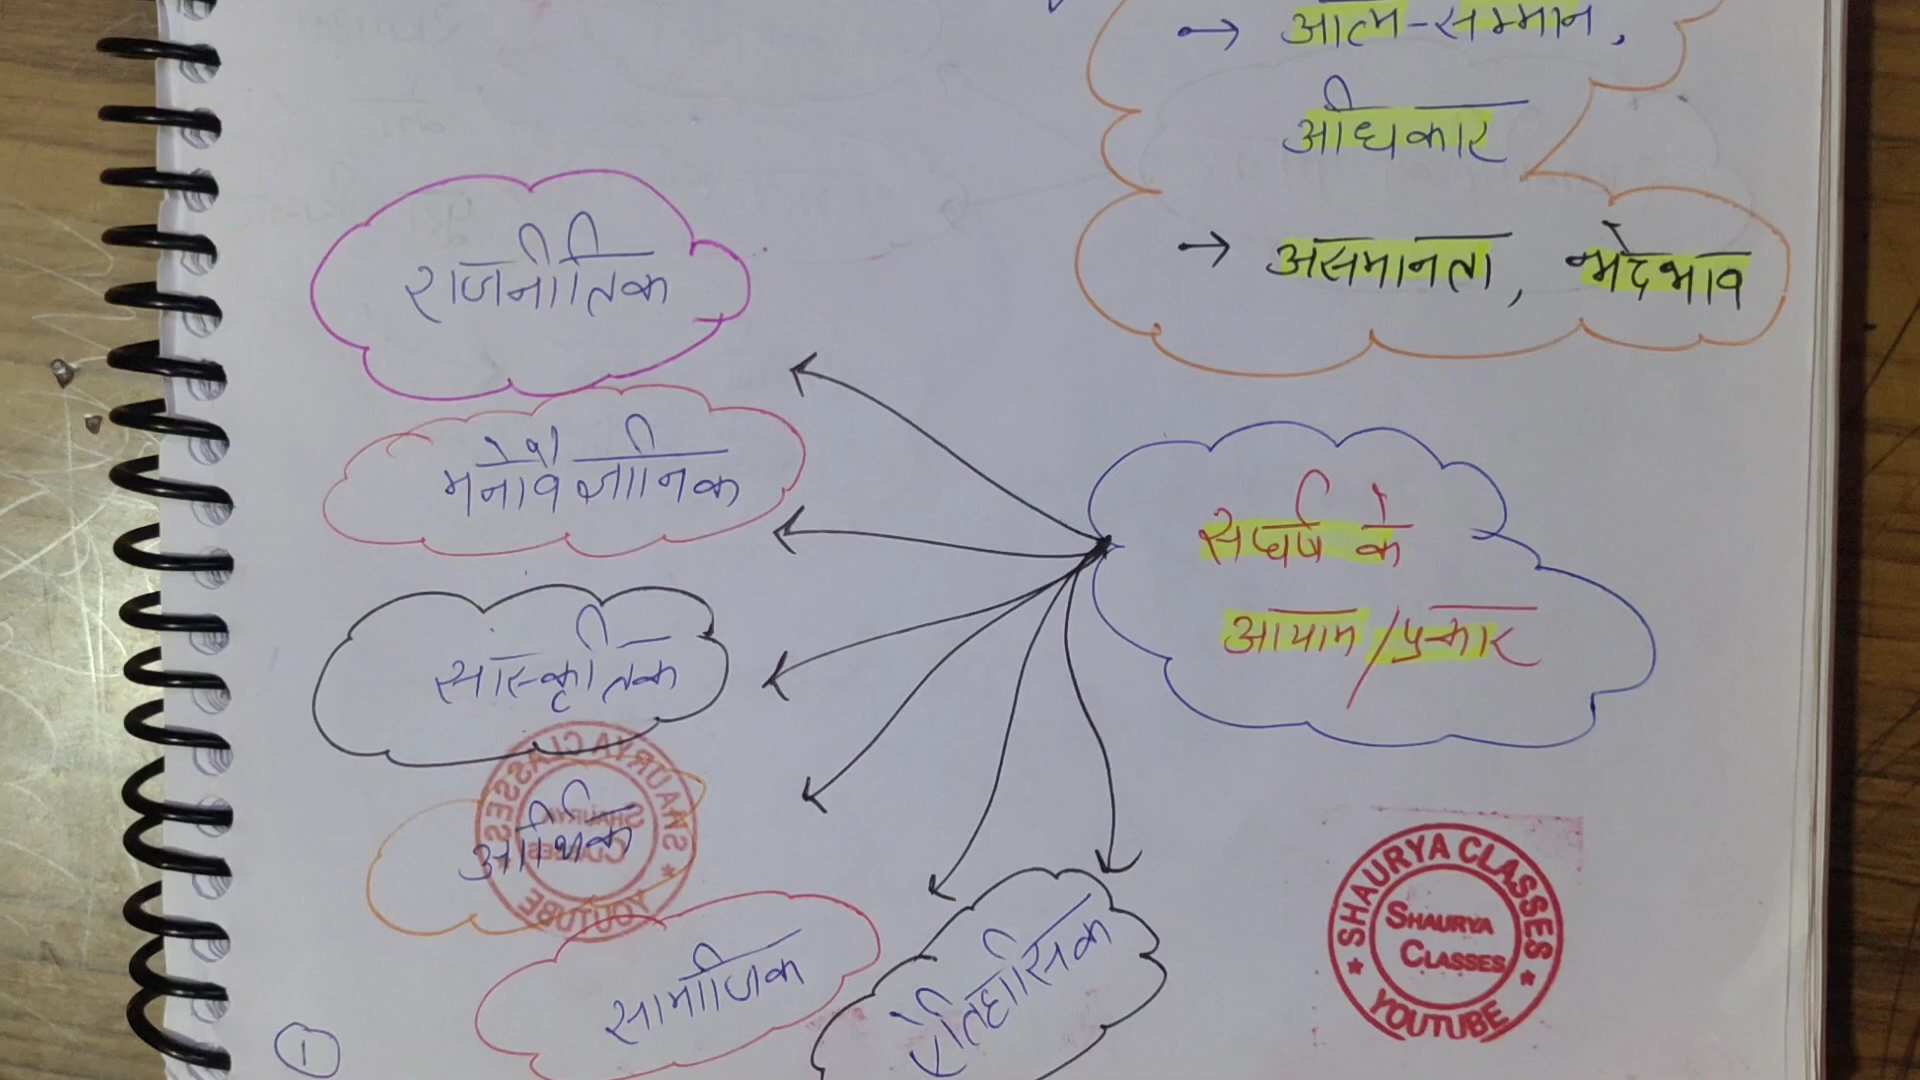 → आत्म-सम्मान,
अधिकार
→ असमानता, भेदभाव
संघर्ष के
आयाम/प्रकार
राजनीतिक
मनोवैज्ञानिक
सांस्कृतिक
आर्थिक
सामाजिक
ऐतिहासिक
1
SHAURYA CLASSES
SHAURYA
CLASSES
YOUTUBE